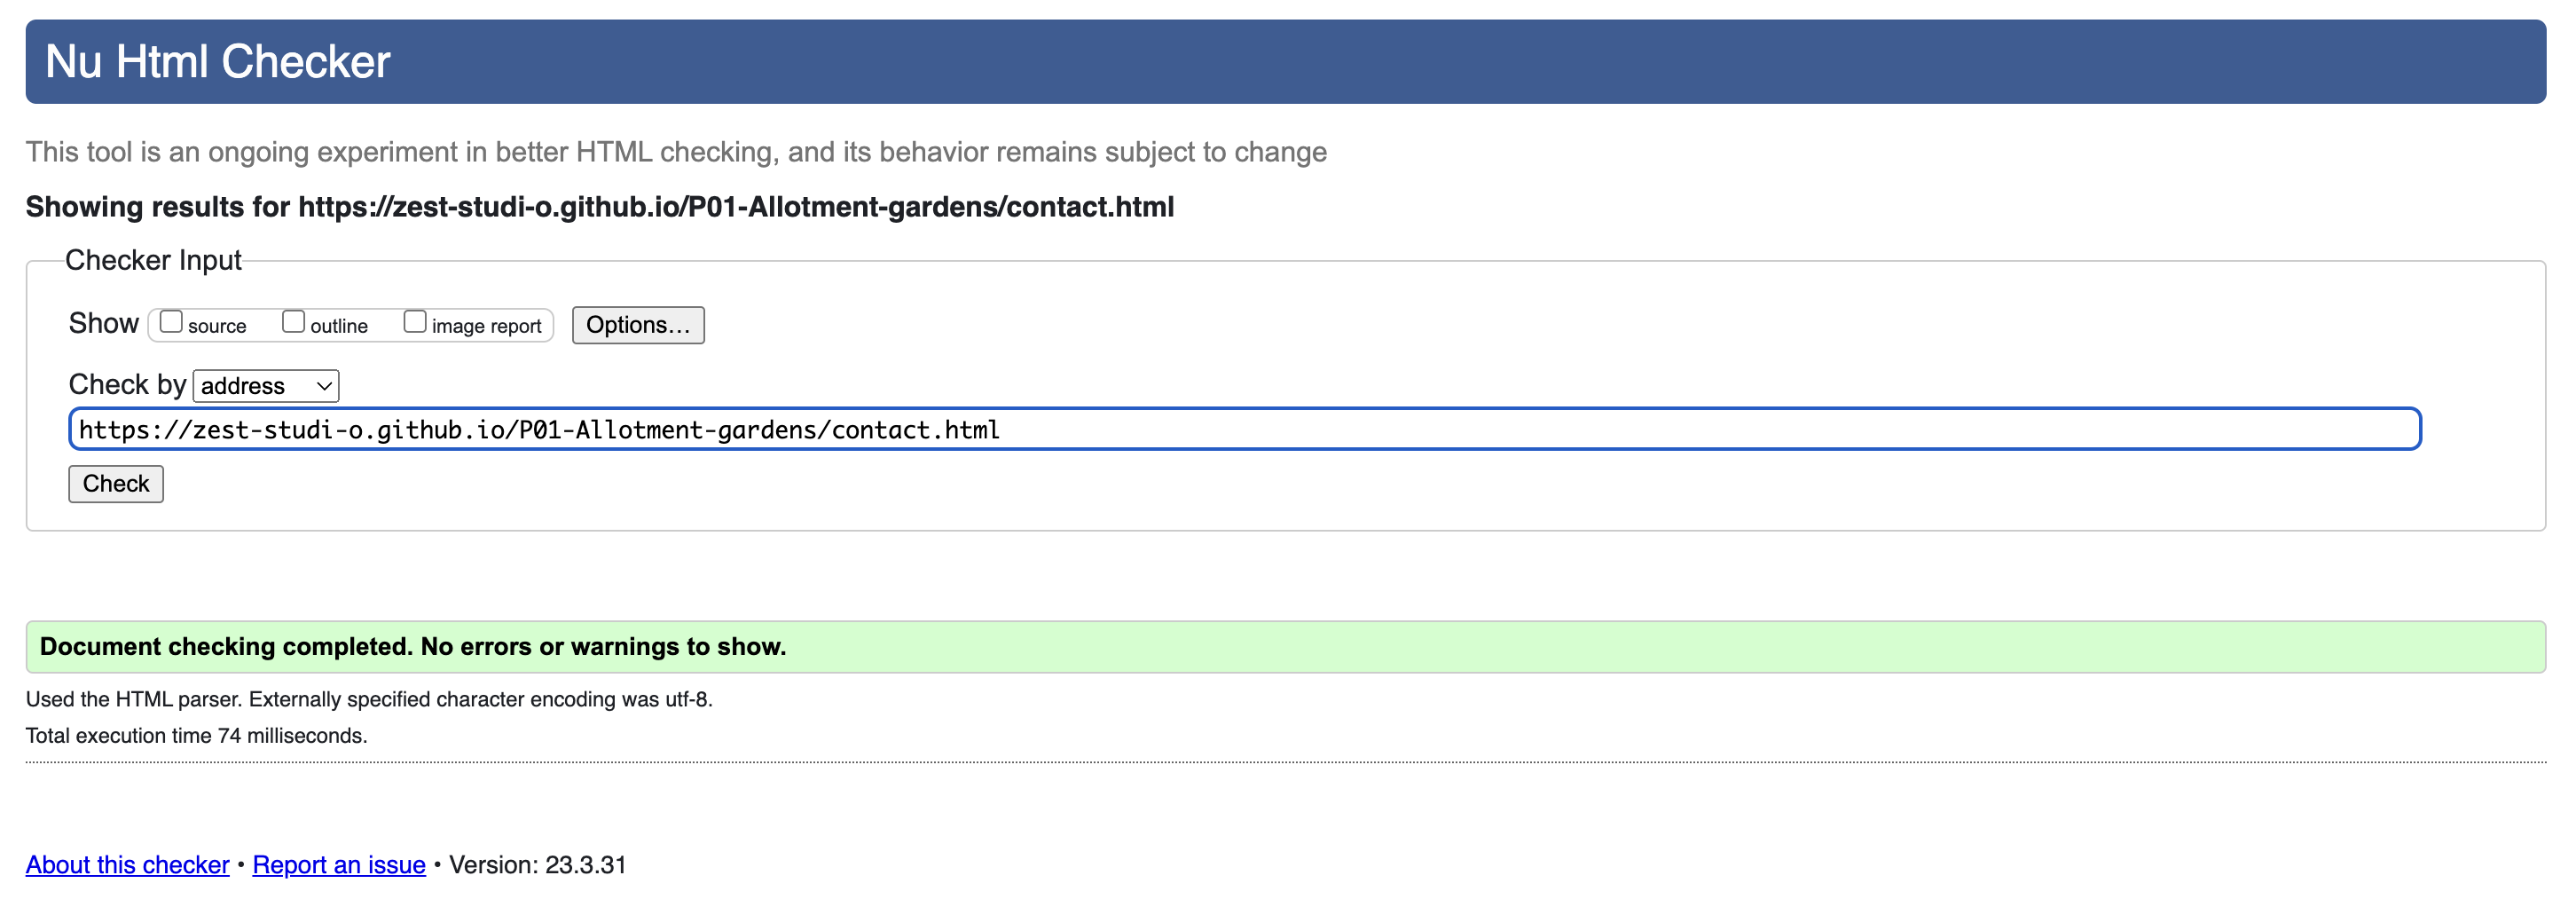 Nu Html Checker
This tool is an ongoing experiment in better HTML checking, and its behavior remains subject to change
Showing results for https://zest-studi-o.github.io/P01-Allotment-gardens/contact.html
Checker Input
Show source outline image report Options...
Check by address
https://zest-studi-o.github.io/P01-Allotment-gardens/contact.html
Check
Document checking completed. No errors or warnings to show.
Used the HTML parser. Externally specified character encoding was utf-8.
Total execution time 74 milliseconds.
About this checker • Report an issue • Version: 23.3.31